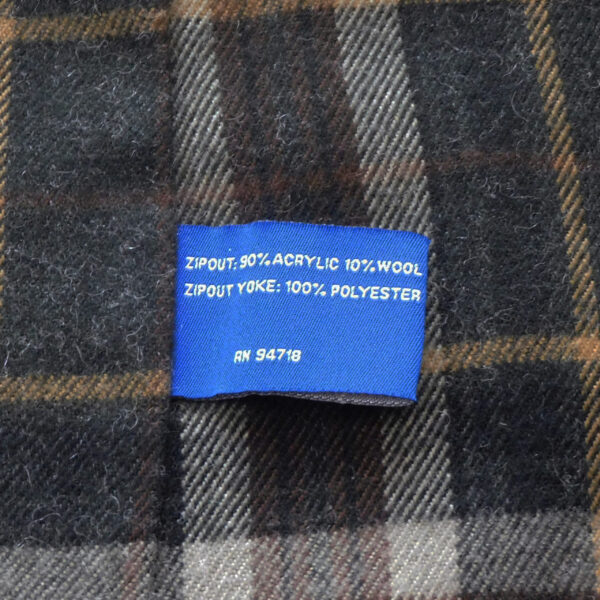 ZIPOUT: 90% ACRYLIC 10% WOOL
ZIPOUT YOKE: 100% POLYESTER
RN 94718